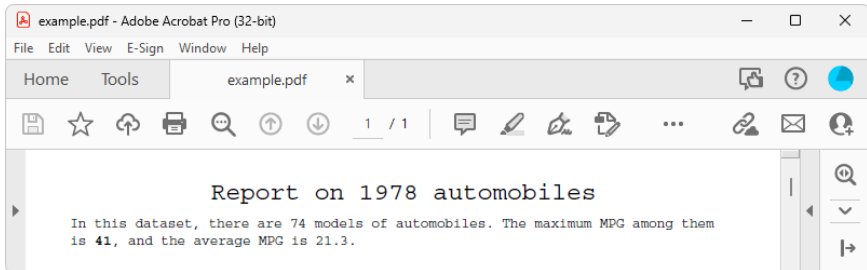 example.pdf - Adobe Acrobat Pro (32-bit)
File Edit View E-Sign Window Help
Home Tools example.pdf
1 / 1
Report on 1978 automobiles
In this dataset, there are 74 models of automobiles. The maximum MPG among them
is 41, and the average MPG is 21.3.